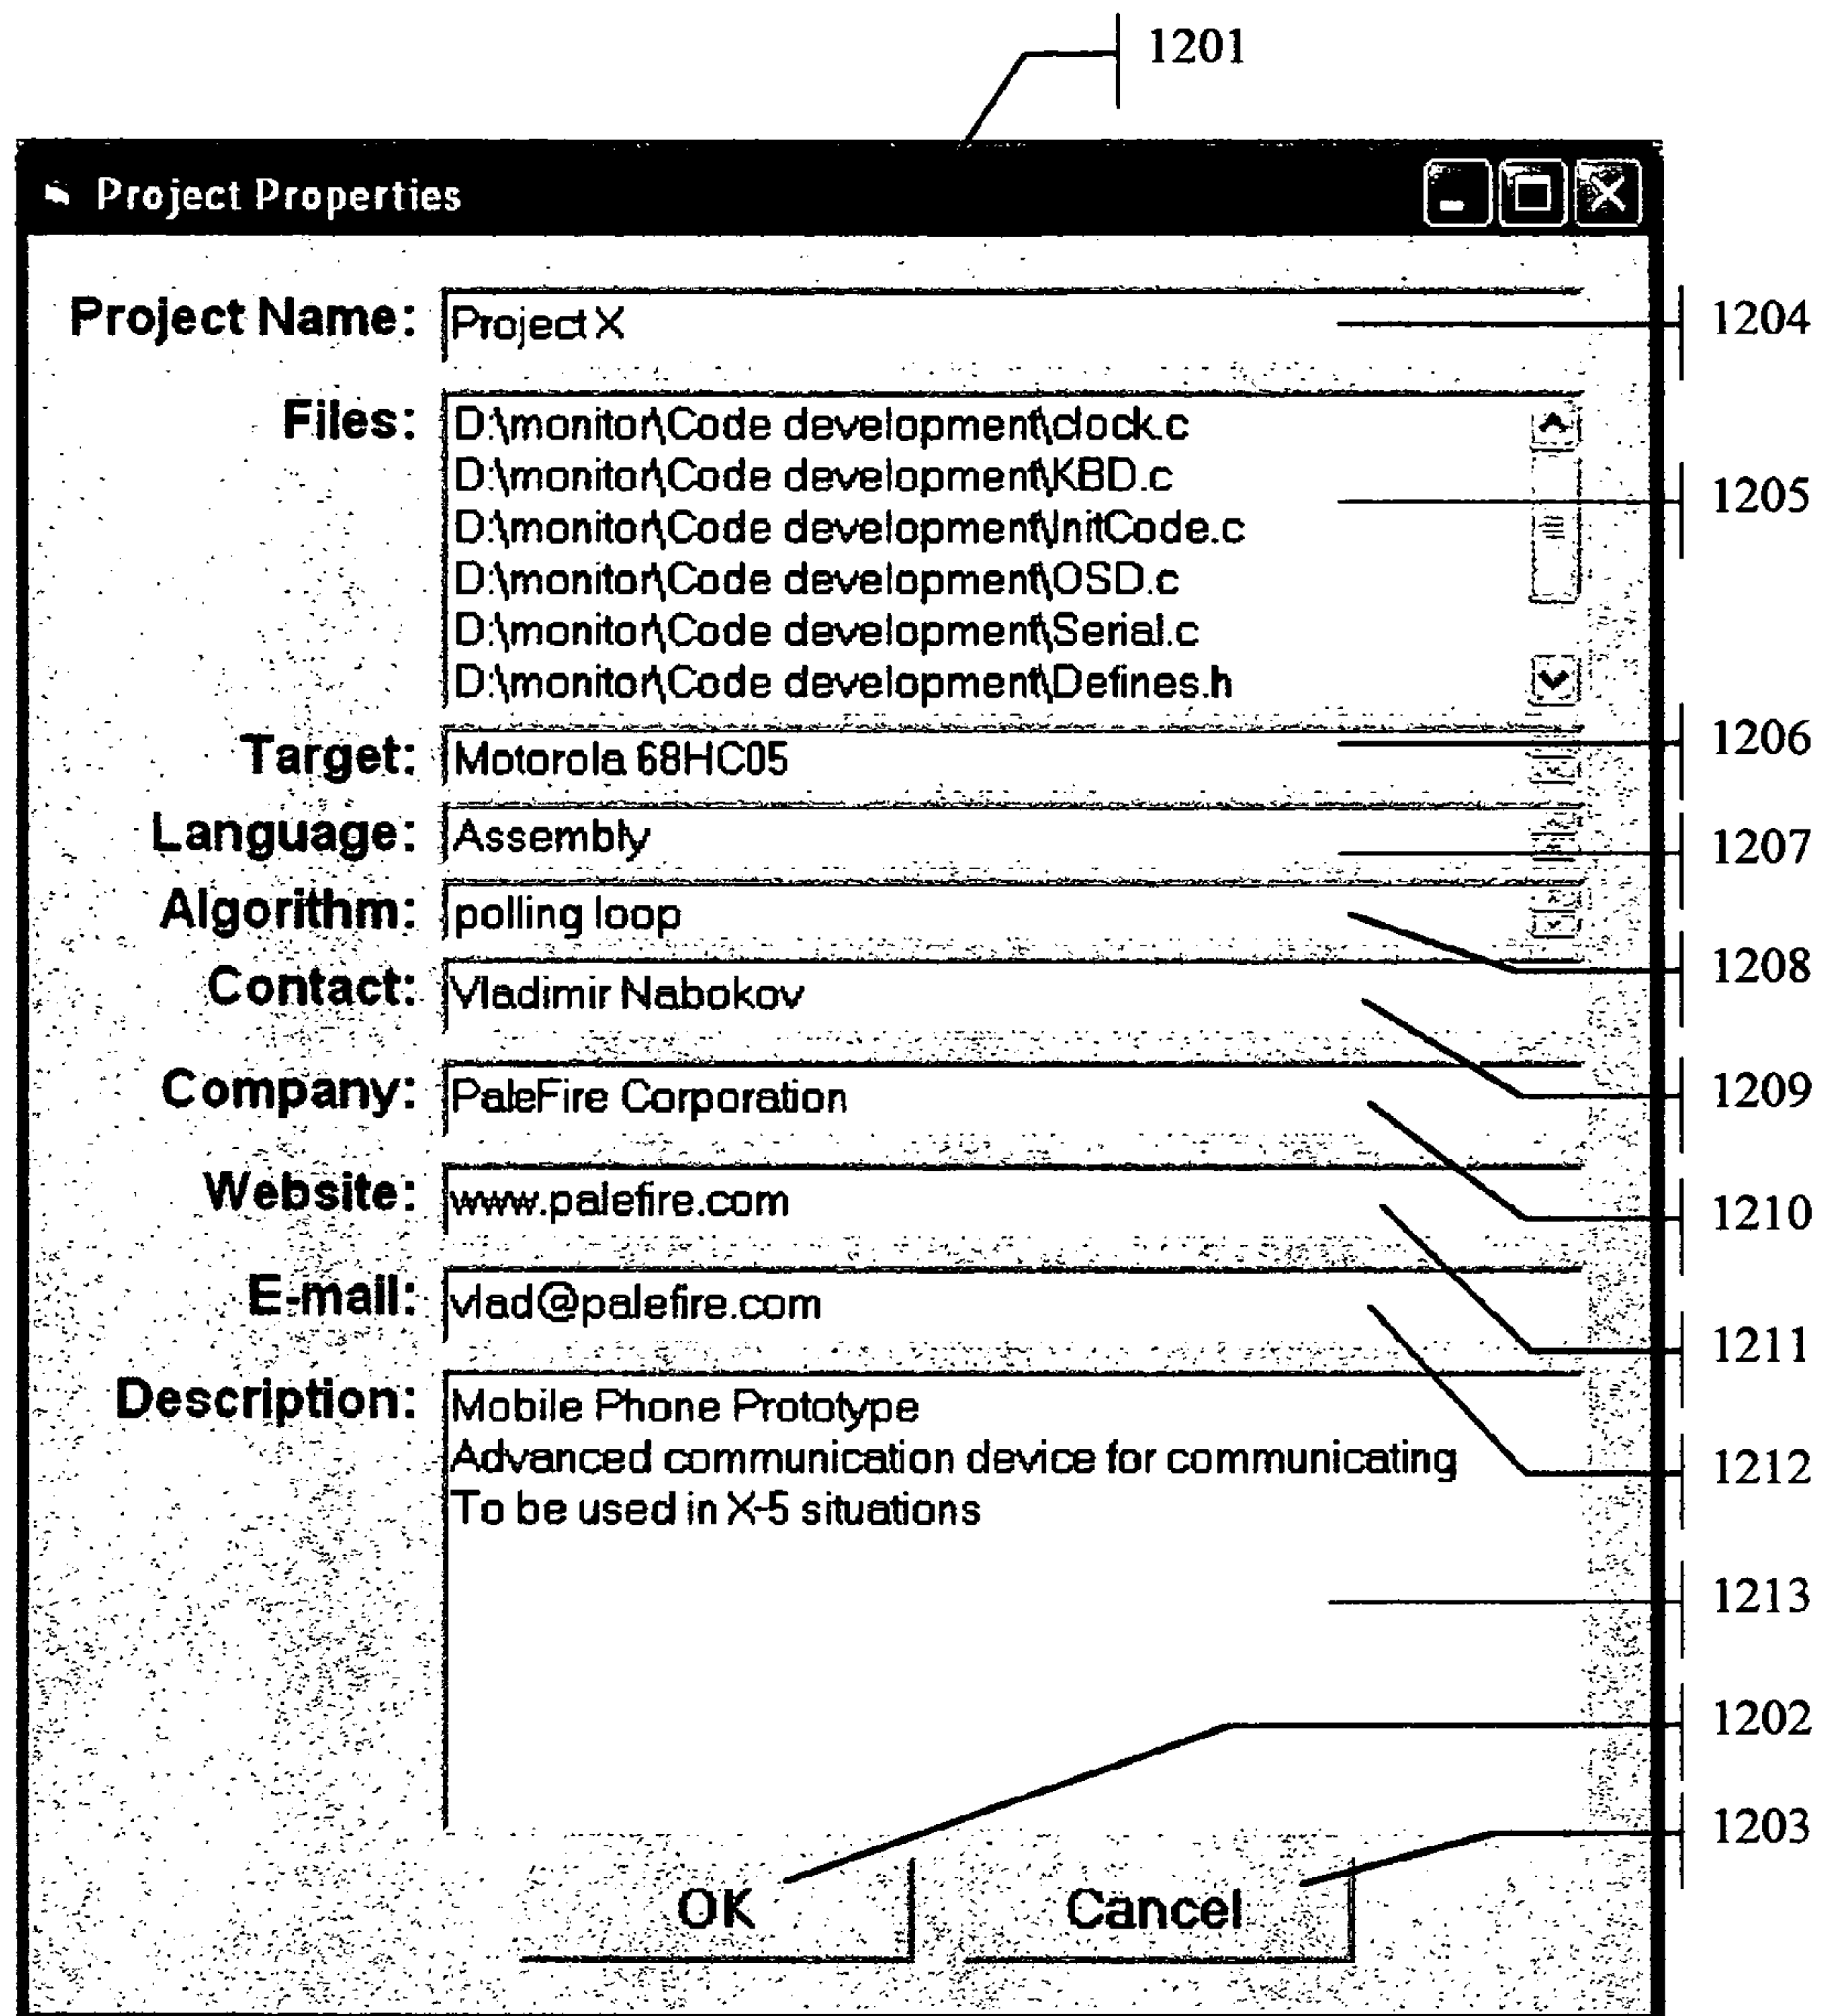 1201
Project Properties
Project Name: Project X 1204
Files: D:\monitor\Code development\clock.c
D:\monitor\Code development\KBD.c
1205
D:\monitor\Code development\InitCode.c
D:\monitor\Code development\OSD.c
D:\monitor\Code development\Serial.c
D:\monitor\Code development\Defines.h
Target: Motorola 68HC05 1206
Language: Assembly 1207
Algorithm: polling loop 1208
Contact: Vladimir Nabokov 1209
Company: PaleFire Corporation 1210
Website: www.palefire.com 1211
E-mail: vlad@palefire.com 1212
Description: Mobile Phone Prototype
Advanced communication device for communicating
To be used in X-5 situations
1213
1202
1203
OK Cancel